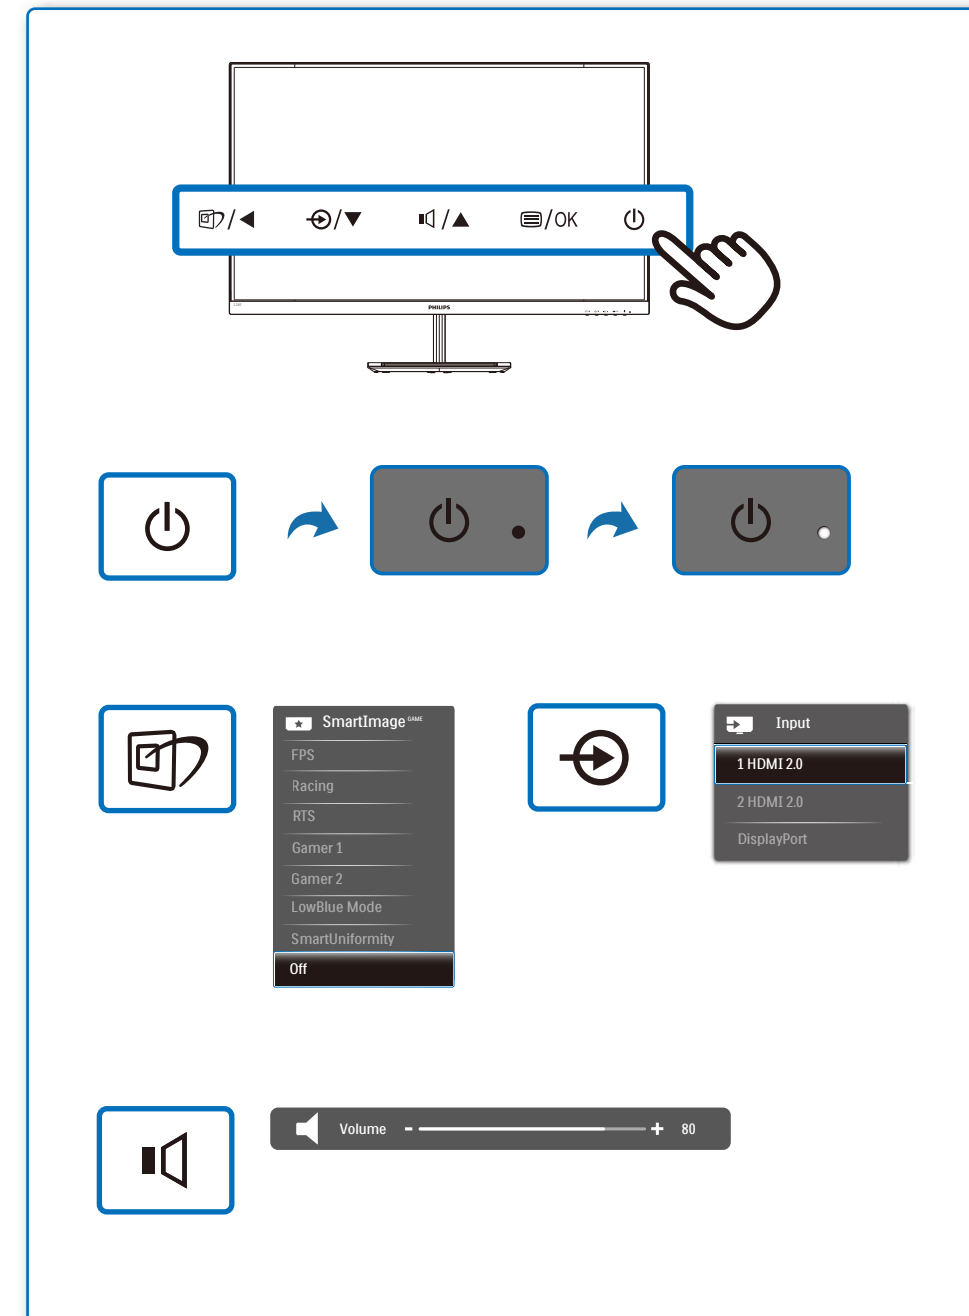 /◀ /▼ /▲ /OK
PHILIPS
SmartImage GAME
FPS
Racing
RTS
Gamer 1
Gamer 2
LowBlue Mode
SmartUniformity
Off
Input
1 HDMI 2.0
2 HDMI 2.0
DisplayPort
Volume - + 80